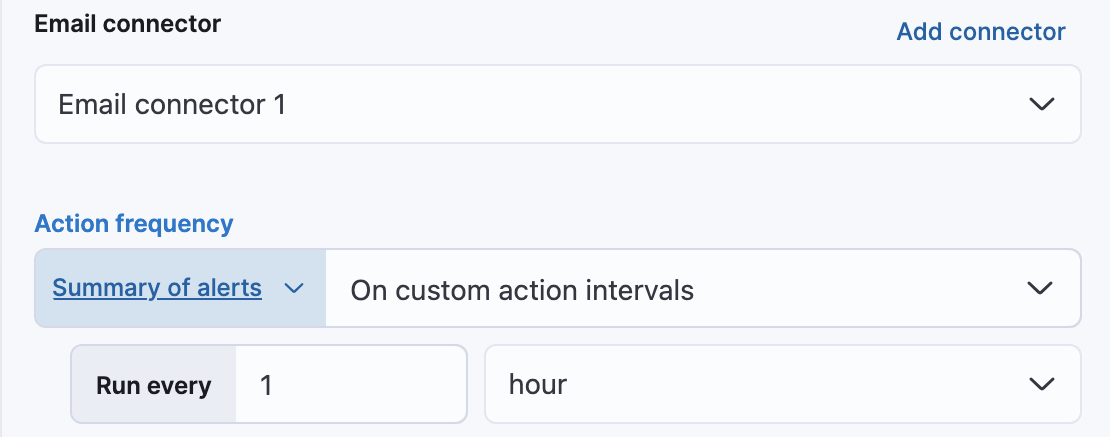 Email connector
Add connector
Email connector 1
Action frequency
Summary of alerts
On custom action intervals
Run every
1
hour